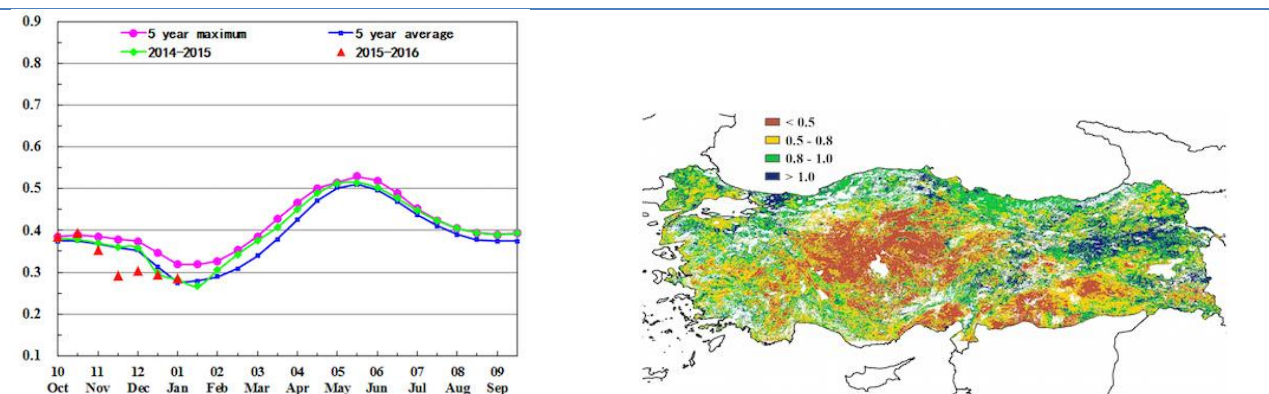 0.9
5 year maximum 5 year average
2014-2015 2015-2016
0.8
0.7
0.6
0.5
0.4
0.3
0.2
0.1
10 11 12 01 02 03 04 05 06 07 08 09
Oct Nov Dec Jan Feb Mar Apr May Jun Jul Aug Sep
< 0.5
0.5 - 0.8
0.8 - 1.0
> 1.0